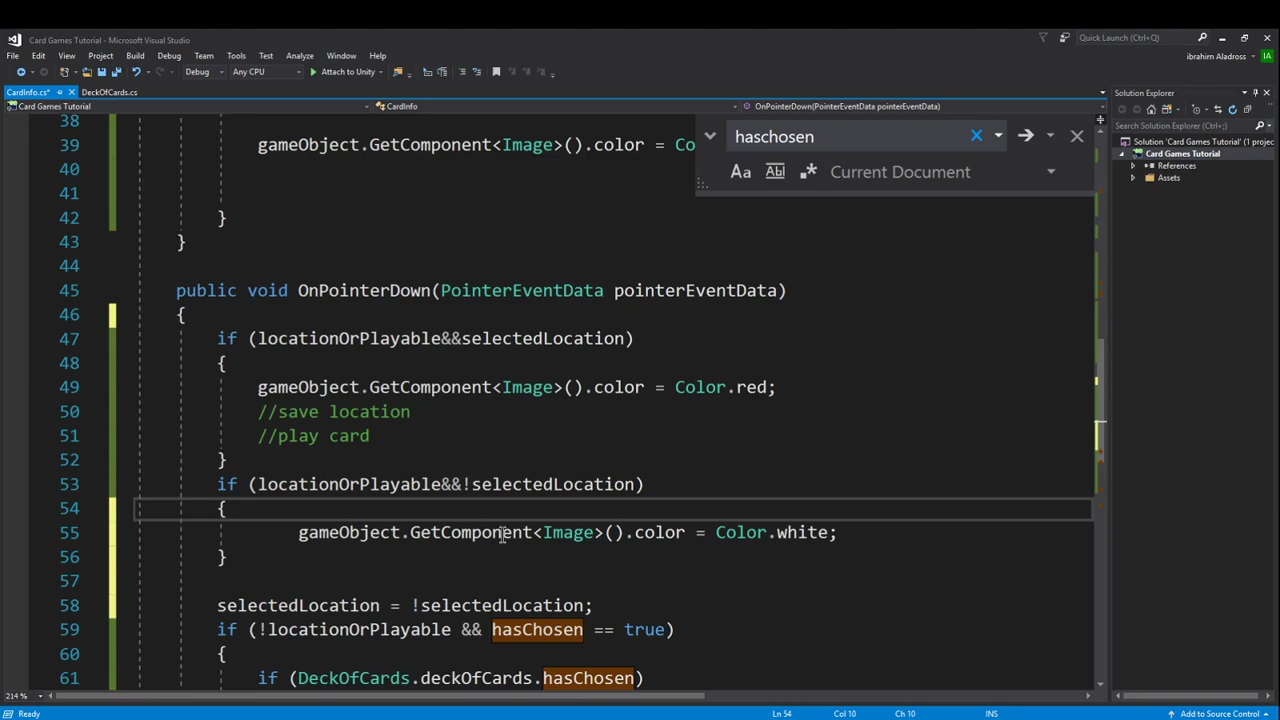 Card Games Tutorial - Microsoft Visual Studio
Quick Launch (Ctrl+Q)
File Edit View Project Build Debug Team Tools Test Analyze Window Help
ibrahim Aladross IA
Debug Any CPU Attach to Unity
CardInfo.cs* DeckOfCards.cs
Card Games Tutorial CardInfo OnPointerDown(PointerEventData pointerEventData)
haschosen
Aa Abl Current Document
38
39 gameObject.GetComponent<Image>().color = Co
40
41
42 }
43 }
44
45 public void OnPointerDown(PointerEventData pointerEventData)
46 {
47 if (locationOrPlayable&&selectedLocation)
48 {
49 gameObject.GetComponent<Image>().color = Color.red;
50 //save location
51 //play card
52 }
53 if (locationOrPlayable&&!selectedLocation)
54 {
55 gameObject.GetComponent<Image>().color = Color.white;
56 }
57
58 selectedLocation = !selectedLocation;
59 if (!locationOrPlayable && hasChosen == true)
60 {
61 if (DeckOfCards.deckOfCards.hasChosen)
214 %
Ready Ln 54 Col 10 Ch 10 INS Add to Source Control
Solution Explorer
Search Solution Explorer (Ctrl+;)
Solution 'Card Games Tutorial' (1 projec
Card Games Tutorial
References
Assets